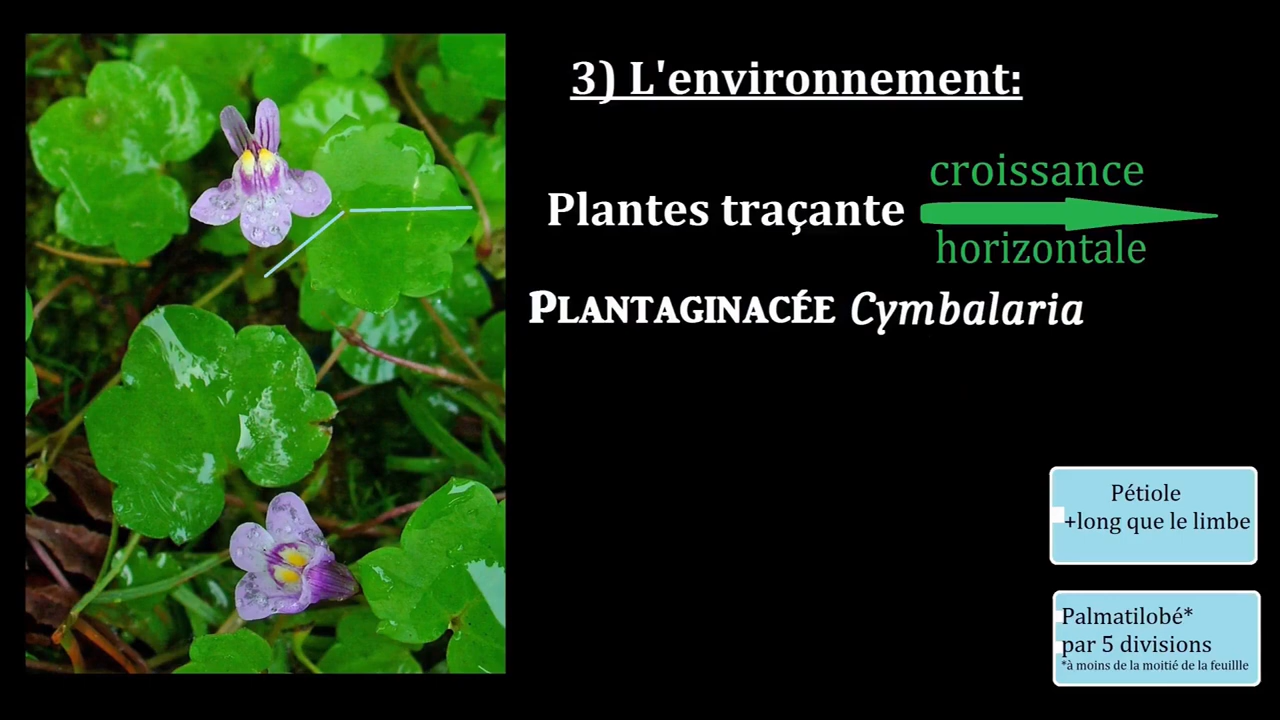 3) L'environnement:
croissance
Plantes traçante
horizontale
PLANTAGINACÉE Cymbalaria
Pétiole
+long que le limbe
Palmatilobé*
par 5 divisions
*à moins de la moitié de la feuillle